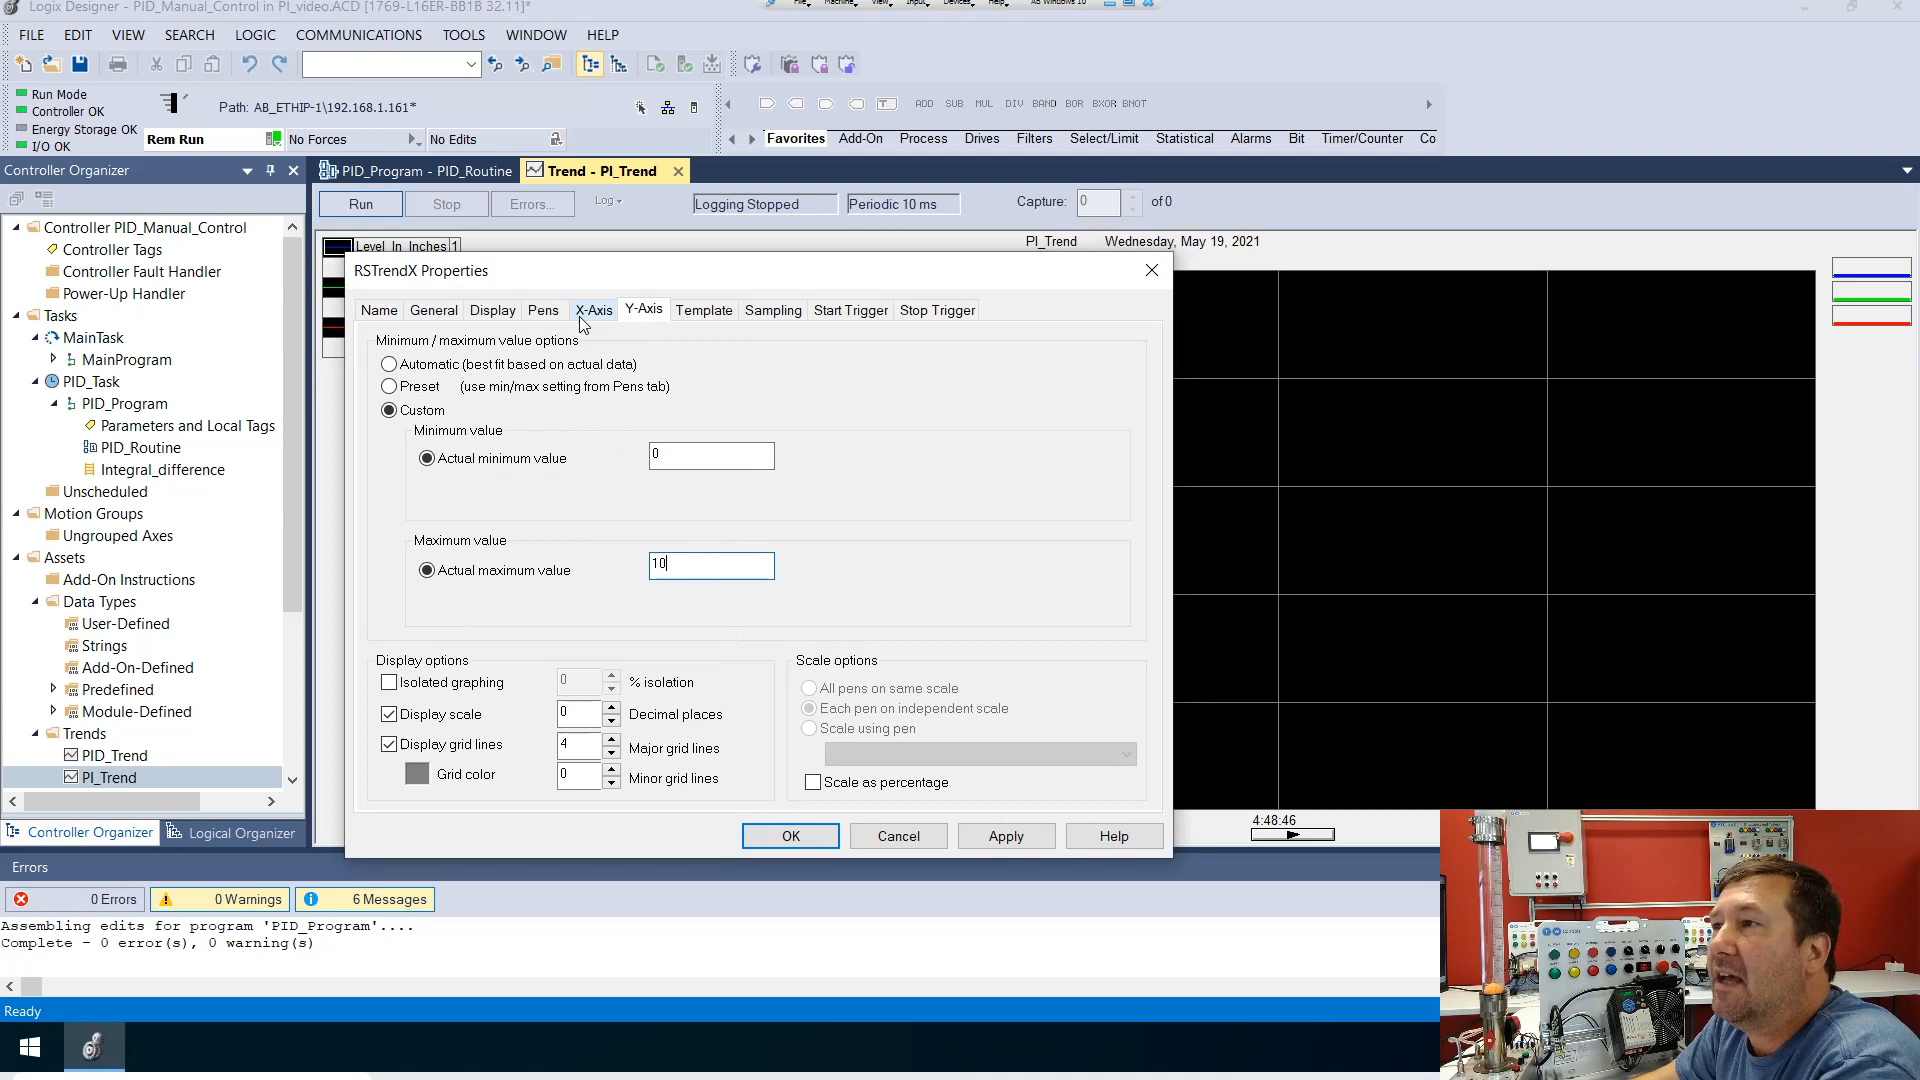 Logix Designer - PID_Manual_Control in PI_video.ACD [1769-L16ER-BB1B 32.11]*
File Machine View Input Devices Help AB Windows 10
FILE EDIT VIEW SEARCH LOGIC COMMUNICATIONS TOOLS WINDOW HELP
Run Mode
Controller OK
Energy Storage OK
I/O OK
Path: AB_ETHIP-1\192.168.1.161*
Rem Run
No Forces
No Edits
ADD SUB MUL DIV BAND BOR BXOR BNOT
Favorites Add-On Process Drives Filters Select/Limit Statistical Alarms Bit Timer/Counter Co
Controller Organizer
PID_Program - PID_Routine
Trend - PI_Trend
Run Stop Errors... Log Logging Stopped Periodic 10 ms Capture: 0 of 0
Level_In_Inches 1
PI_Trend Wednesday, May 19, 2021
Controller PID_Manual_Control
Controller Tags
Controller Fault Handler
Power-Up Handler
Tasks
MainTask
MainProgram
PID_Task
PID_Program
Parameters and Local Tags
PID_Routine
Integral_difference
Unscheduled
Motion Groups
Ungrouped Axes
Assets
Add-On Instructions
Data Types
User-Defined
Strings
Add-On-Defined
Predefined
Module-Defined
Trends
PID_Trend
PI_Trend
Controller Organizer
Logical Organizer
RSTrendX Properties
Name General Display Pens X-Axis Y-Axis Template Sampling Start Trigger Stop Trigger
Minimum / maximum value options
Automatic (best fit based on actual data)
Preset (use min/max setting from Pens tab)
Custom
Minimum value
Actual minimum value 0
Maximum value
Actual maximum value 10
Display options
Isolated graphing 0 % isolation
Display scale 0 Decimal places
Display grid lines 4 Major grid lines
Grid color 0 Minor grid lines
Scale options
All pens on same scale
Each pen on independent scale
Scale using pen
Scale as percentage
OK Cancel Apply Help
4:48:46
Errors
0 Errors 0 Warnings 6 Messages
Assembling edits for program 'PID_Program'....
Complete - 0 error(s), 0 warning(s)
Ready